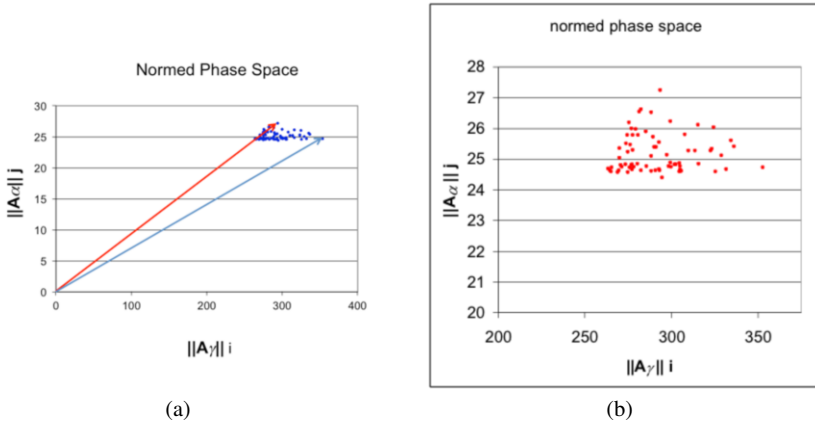 Normed Phase Space
30
25
20
15
10
5
0
0 100 200 300 400
||Aα|| j
||Aγ|| i
(a)
normed phase space
28
27
26
25
24
23
22
21
20
200 250 300 350
||Aα|| j
||Aγ|| i
(b)